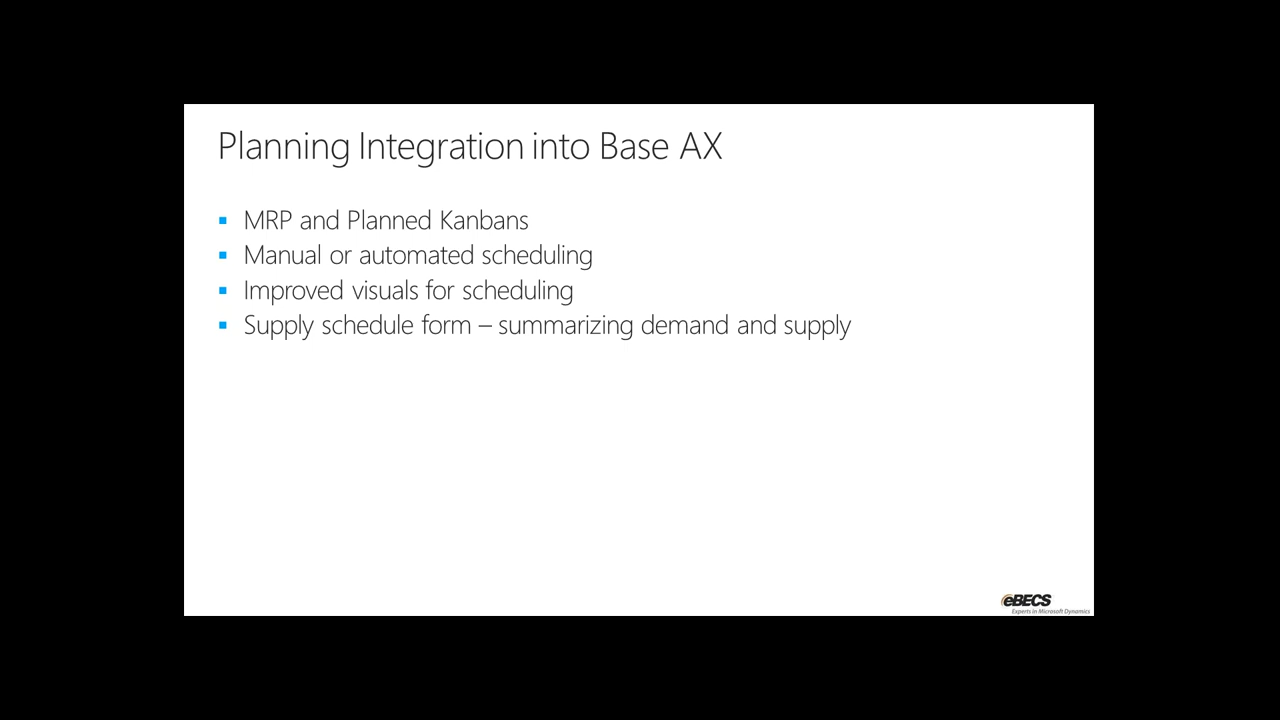 Planning Integration into Base AX
MRP and Planned Kanbans
Manual or automated scheduling
Improved visuals for scheduling
Supply schedule form – summarizing demand and supply
eBECS
Experts in Microsoft Dynamics